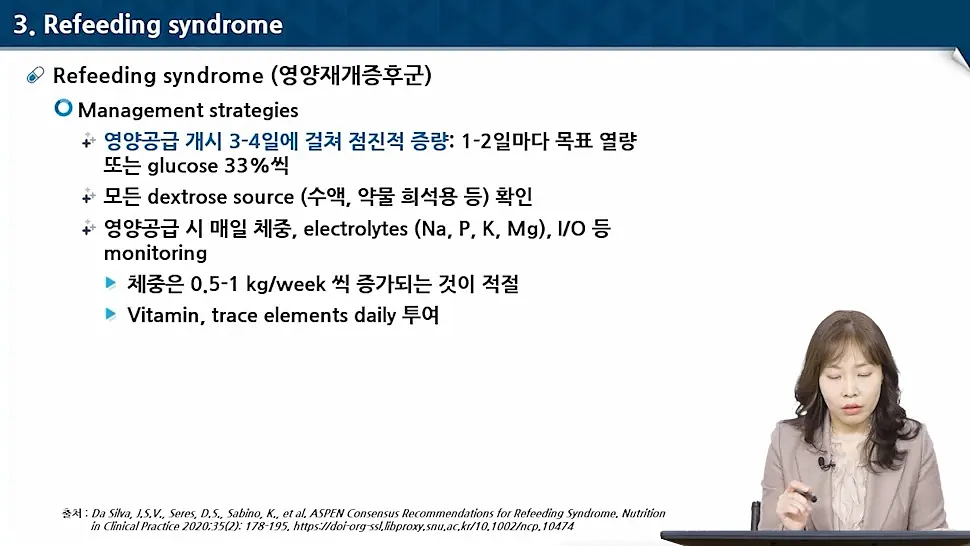 3. Refeeding syndrome
Refeeding syndrome (영양재개증후군)
Management strategies
영양공급 개시 3-4일에 걸쳐 점진적 증량: 1-2일마다 목표 열량
또는 glucose 33%씩
모든 dextrose source (수액, 약물 희석용 등) 확인
영양공급 시 매일 체중, electrolytes (Na, P, K, Mg), I/O 등
monitoring
체중은 0.5-1 kg/week 씩 증가되는 것이 적절
Vitamin, trace elements daily 투여
출처 : Da Silva, J.S.V., Seres, D.S., Sabino, K., et al. ASPEN Consensus Recommendations for Refeeding Syndrome. Nutrition
in Clinical Practice 2020;35(2): 178-195, https://doi-org-ssl.libproxy.snu.ac.kr/10.1002/ncp.10474